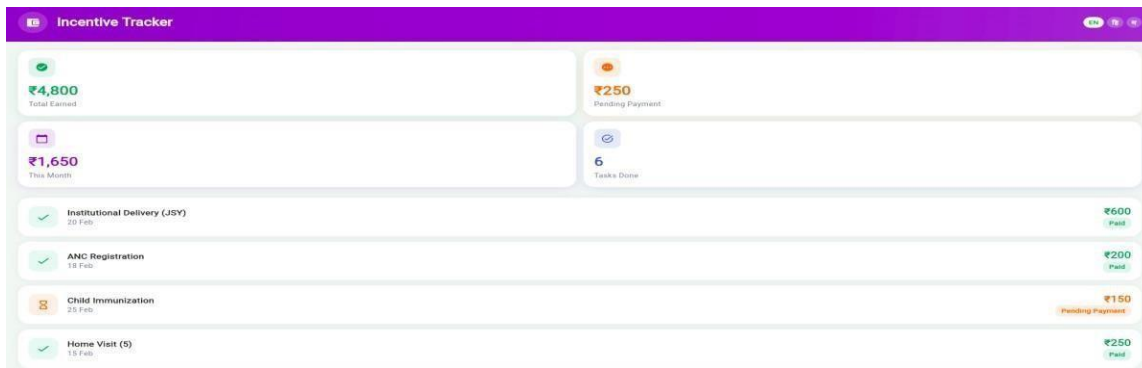 Incentive Tracker
EN
हि
₹4,800
Total Earned
₹250
Pending Payment
₹1,650
This Month
6
Tasks Done
Institutional Delivery (JSY)
20 Feb
₹600
Paid
ANC Registration
18 Feb
₹200
Paid
Child Immunization
25 Feb
₹150
Pending Payment
Home Visit (5)
15 Feb
₹250
Paid